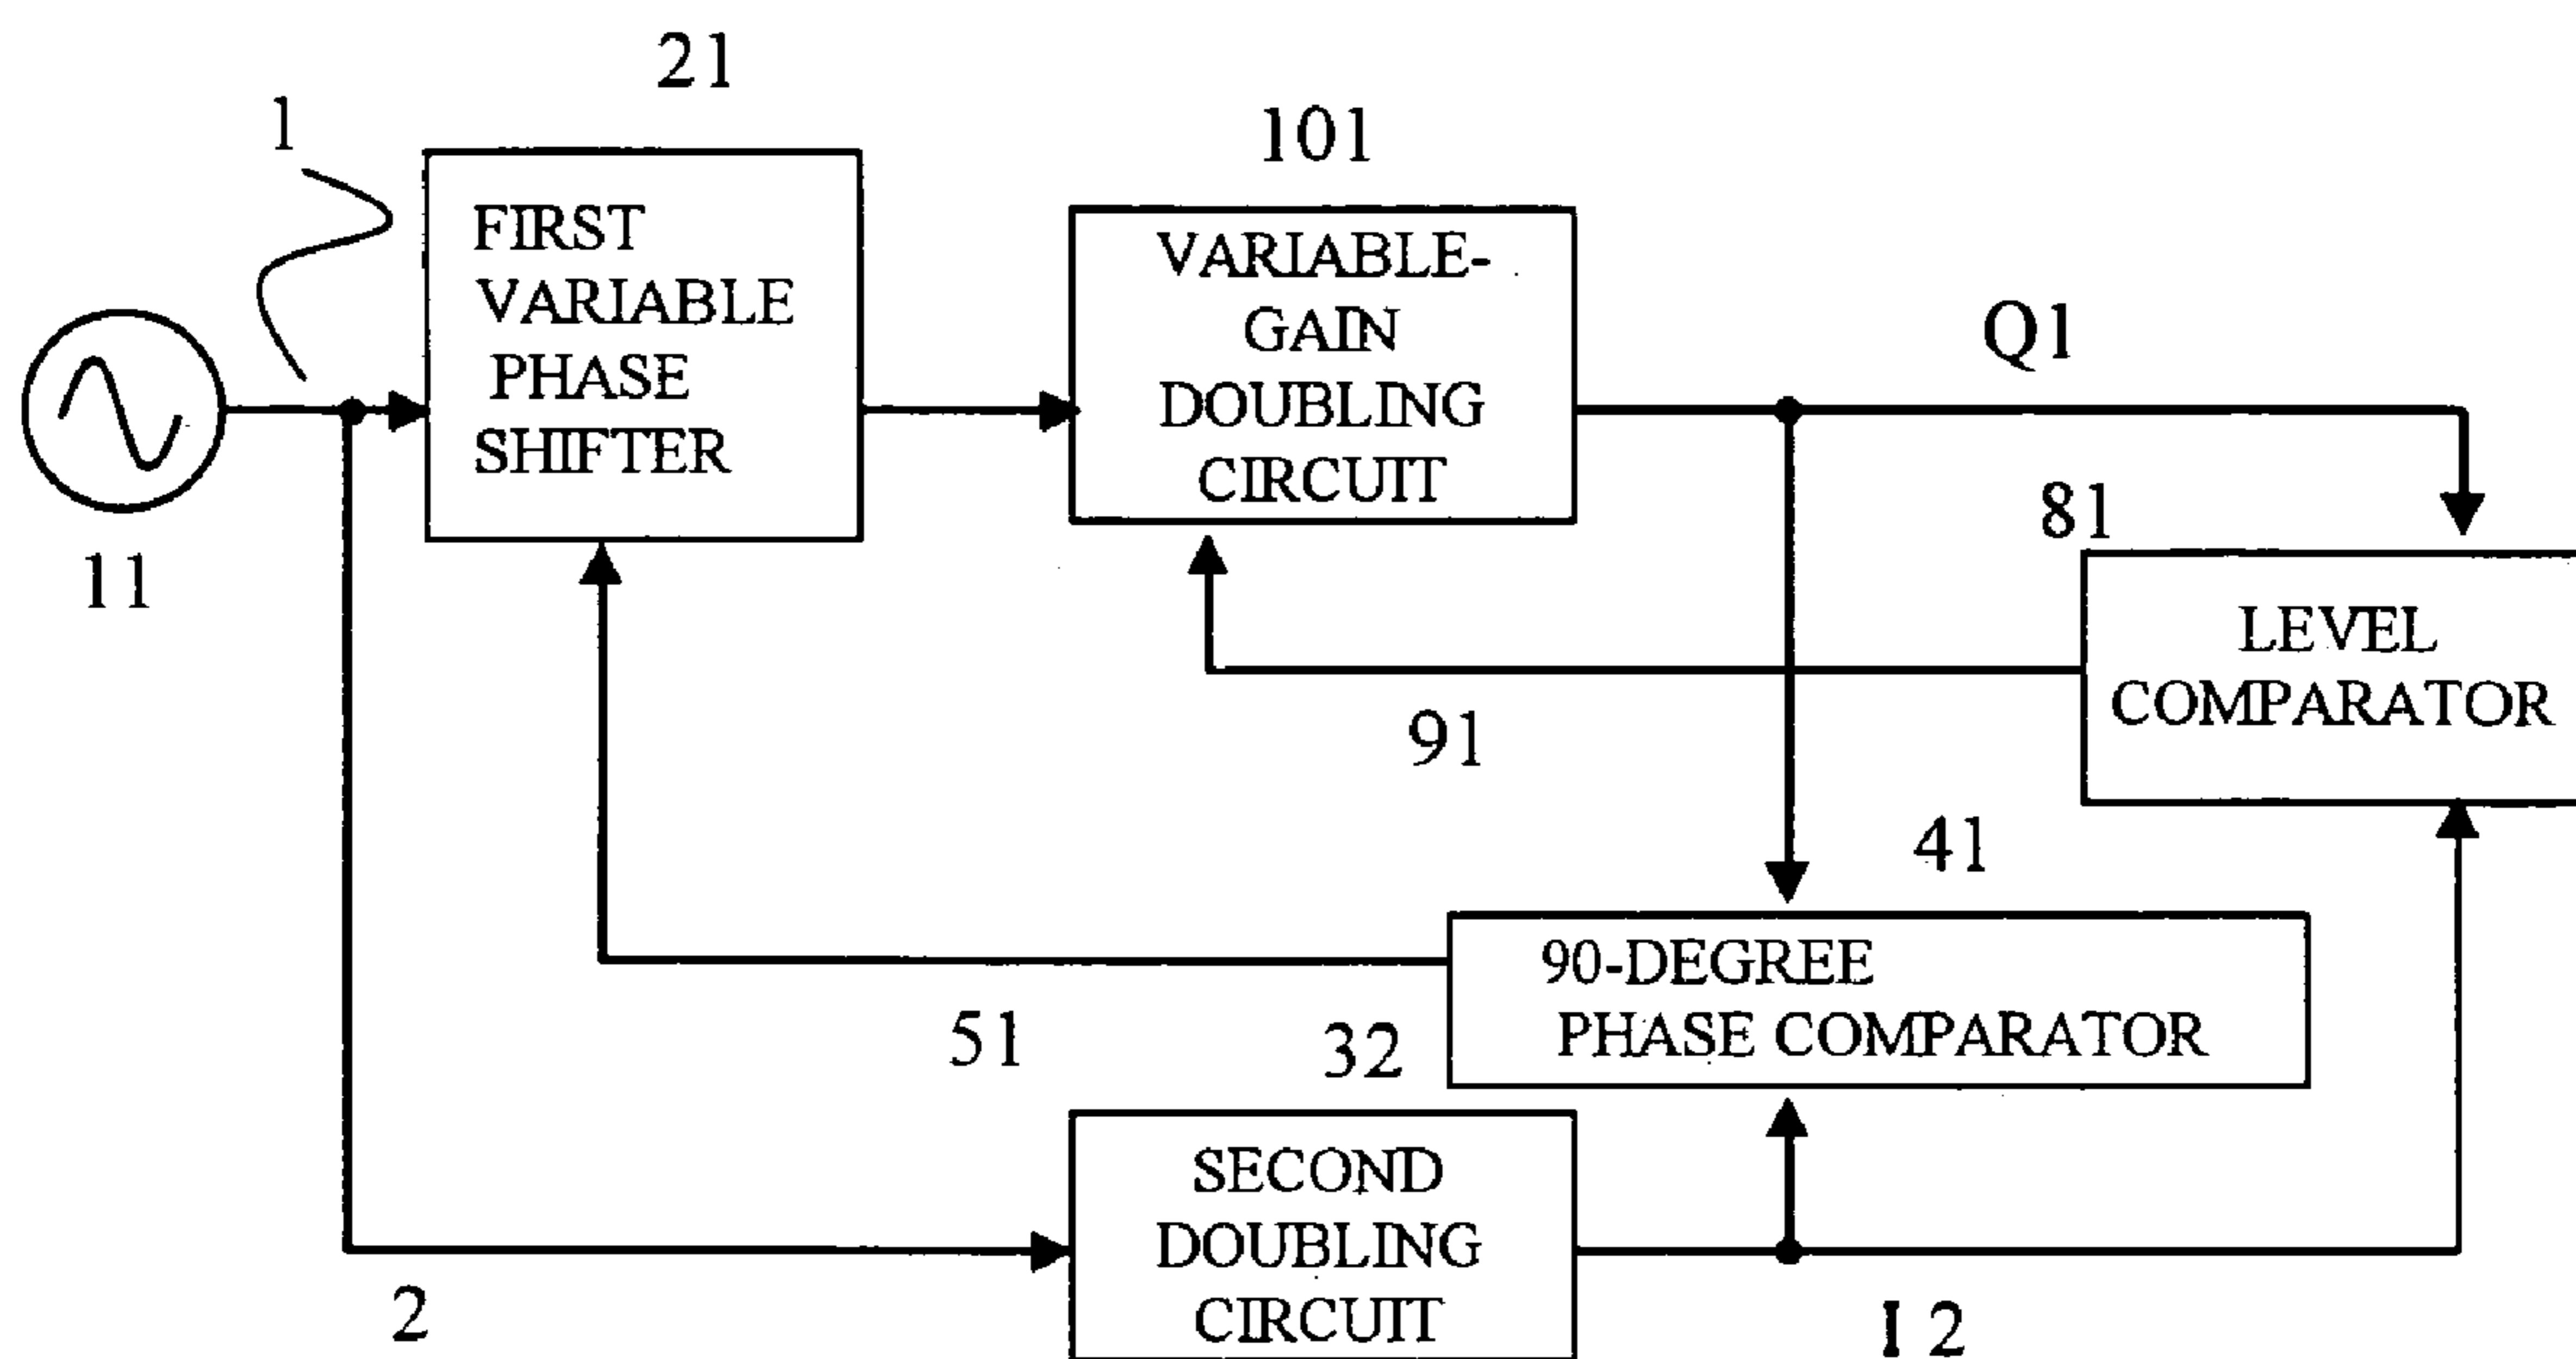 21
1
101
FIRST
VARIABLE
PHASE
SHIFTER
VARIABLE-
GAIN
DOUBLING
CIRCUIT
Q1
81
11
LEVEL
COMPARATOR
91
41
90-DEGREE
PHASE COMPARATOR
51
32
SECOND
DOUBLING
CIRCUIT
2
I 2